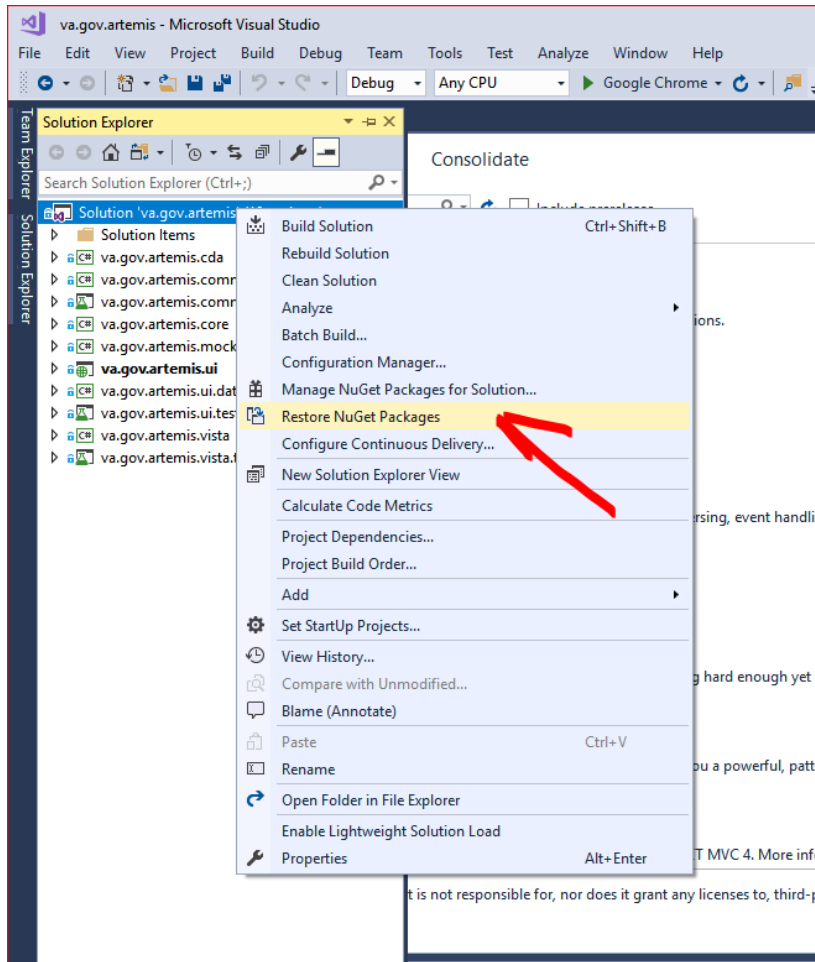 va.gov.artemis - Microsoft Visual Studio
File Edit View Project Build Debug Team Tools Test Analyze Window Help
Debug Any CPU Google Chrome
Team Explorer
Solution Explorer
Solution Explorer
Search Solution Explorer (Ctrl+;)
Solution 'va.gov.artemis
Solution Items
va.gov.artemis.cda
va.gov.artemis.comm
va.gov.artemis.comm
va.gov.artemis.core
va.gov.artemis.mock
va.gov.artemis.ui
va.gov.artemis.ui.dat
va.gov.artemis.ui.test
va.gov.artemis.vista
va.gov.artemis.vista.t
Consolidate
Include prerelease
Build Solution Ctrl+Shift+B
Rebuild Solution
Clean Solution
Analyze
Batch Build...
Configuration Manager...
Manage NuGet Packages for Solution...
Restore NuGet Packages
Configure Continuous Delivery...
New Solution Explorer View
Calculate Code Metrics
Project Dependencies...
Project Build Order...
Add
Set StartUp Projects...
View History...
Compare with Unmodified...
Blame (Annotate)
Paste Ctrl+V
Rename
Open Folder in File Explorer
Enable Lightweight Solution Load
Properties Alt+Enter
ions.
rsing, event handli
g hard enough yet
ou a powerful, patt
T MVC 4. More inf
t is not responsible for, nor does it grant any licenses to, third-p